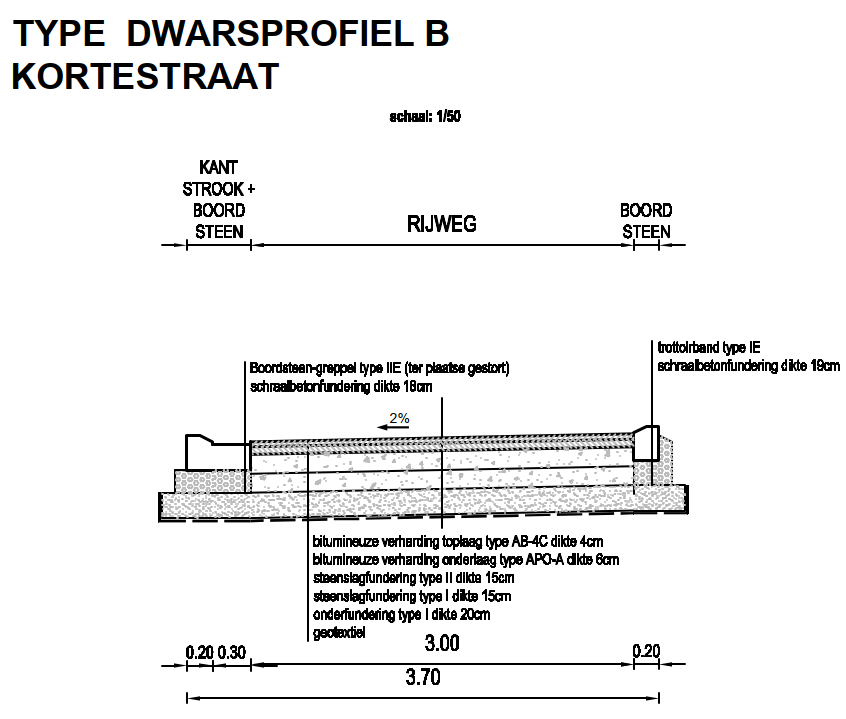 TYPE DWARSPROFIEL B
KORTESTRAAT
schaal: 1/50
KANT
STROOK +
BOORD
STEEN
RIJWEG
BOORD
STEEN
trottoirband type IE
schraalbetonfundering dikte 19cm
Boordsteen-greppel type IIE (ter plaatse gestort)
schraalbetonfundering dikte 18cm
2%
bitumineuze verharding toplaag type AB-4C dikte 4cm
bitumineuze verharding onderlaag type APO-A dikte 6cm
steenslagfundering type II dikte 15cm
steenslagfundering type I dikte 15cm
onderfundering type I dikte 20cm
geotextiel
0.20 0.30 3.00 0.20
3.70